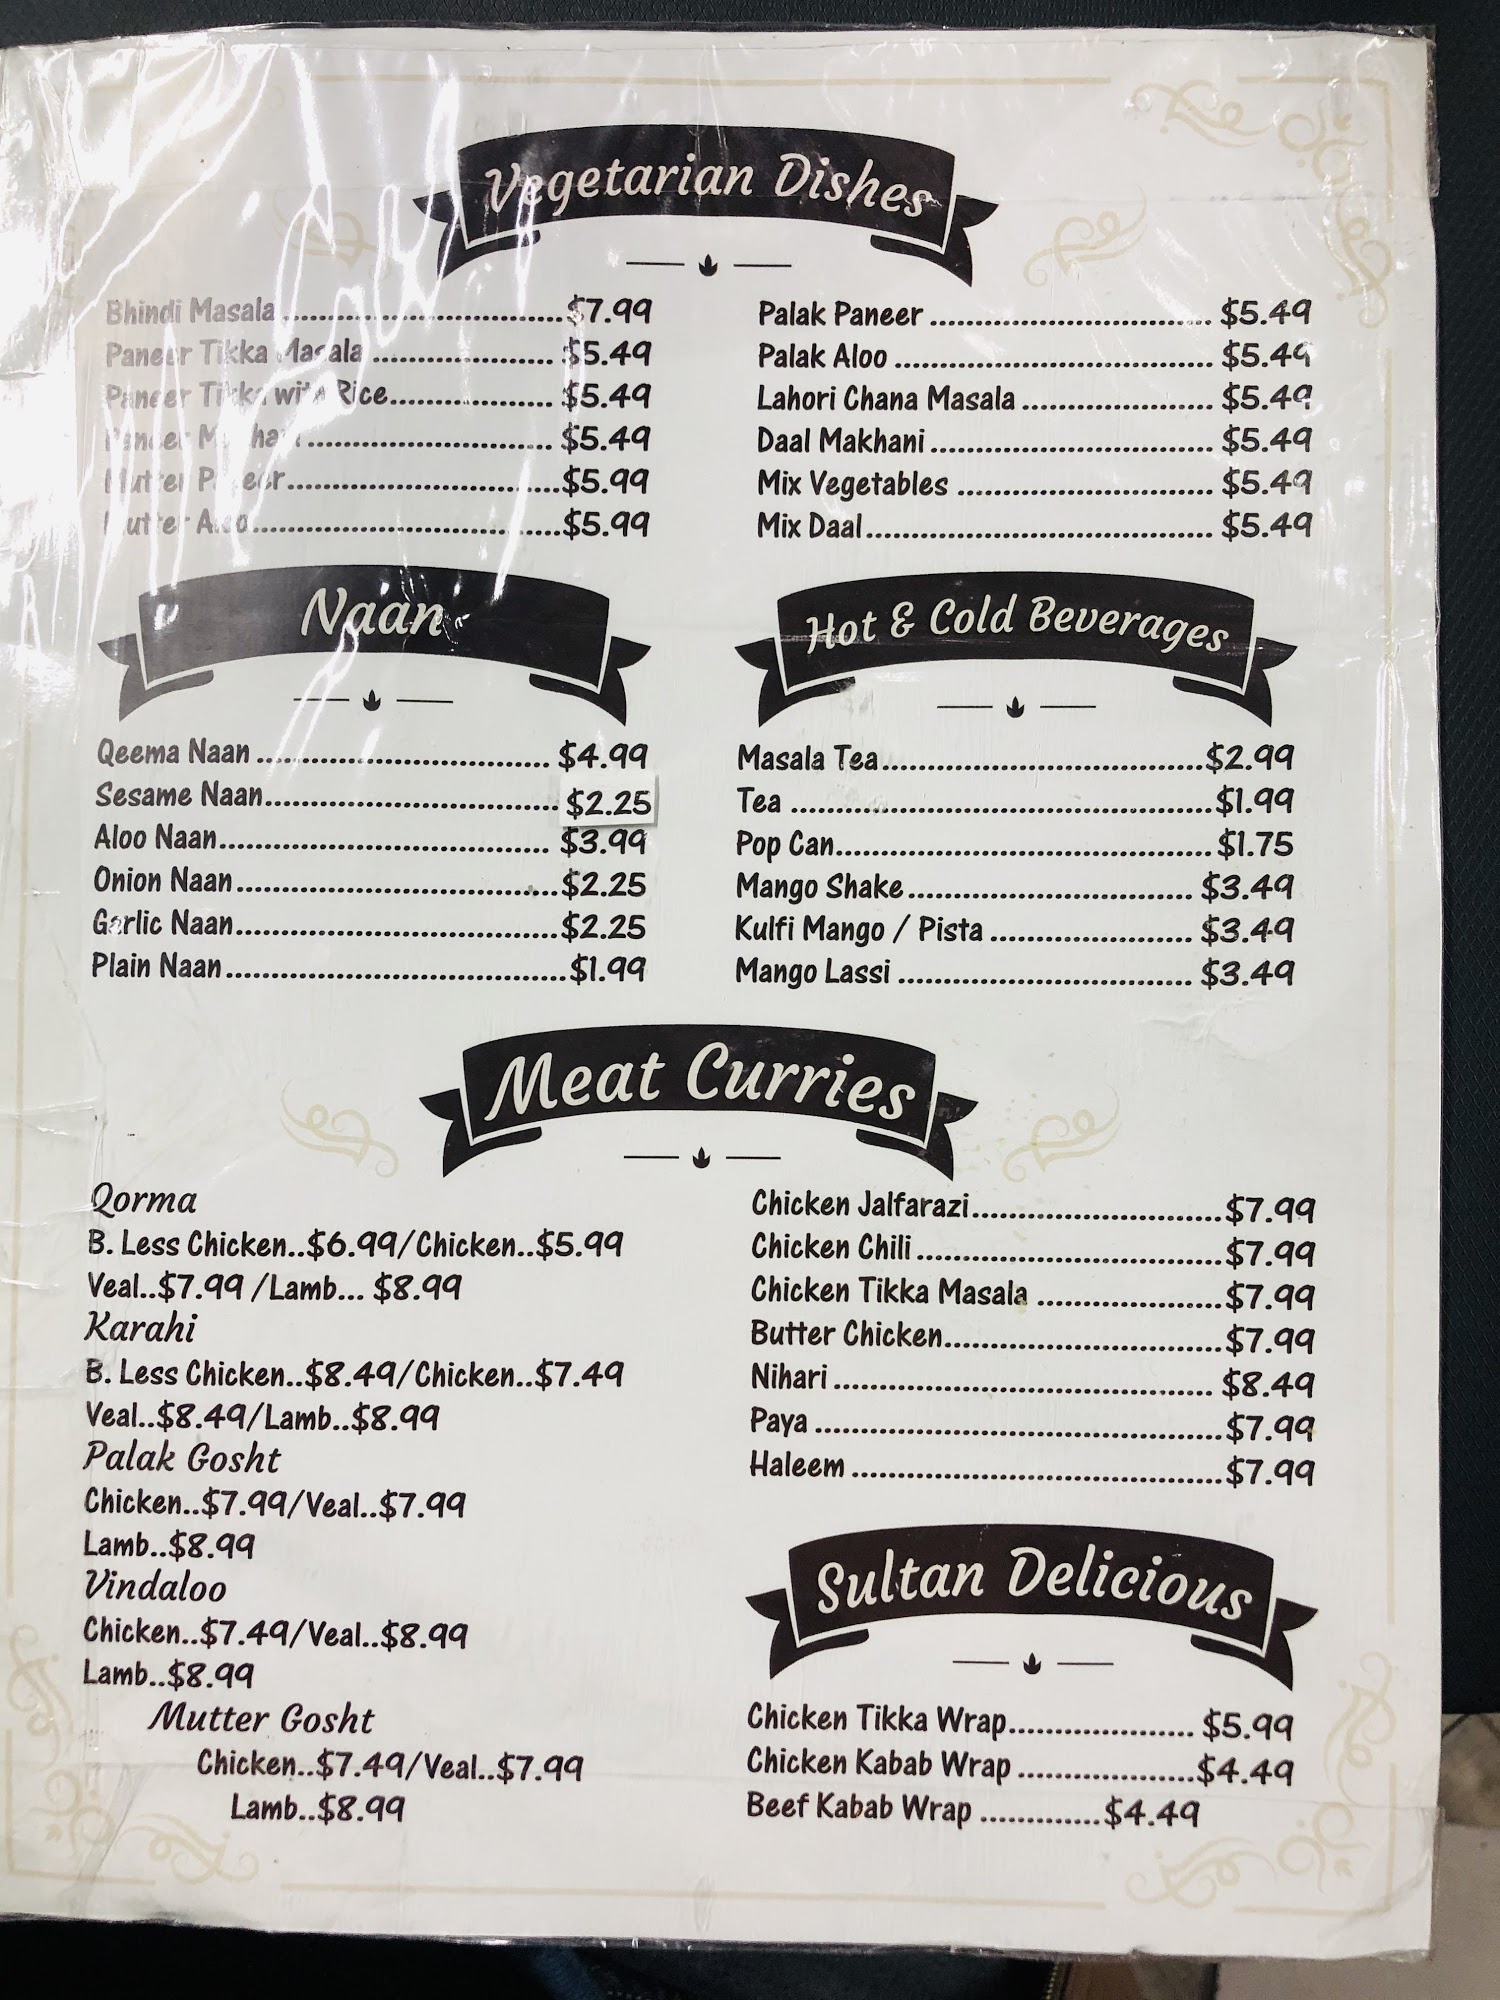 Vegetarian Dishes
Bhindi Masala..............................$7.99
Paneer Tikka Masala .................... $5.49
Paneer Tikka with Rice.................. $5.49
Paneer Makhani.......................... $5.49
Mutter Paneer..............................$5.99
Mutter Aloo..................................$5.99
Palak Paneer ................................ $5.49
Palak Aloo .................................... $5.49
Lahori Chana Masala ...................... $5.49
Daal Makhani ................................ $5.49
Mix Vegetables ............................. $5.49
Mix Daal........................................ $5.49
Naan
Qeema Naan ................................. $4.99
Sesame Naan................................. $2.25
Aloo Naan...................................... $3.99
Onion Naan....................................$2.25
Garlic Naan.....................................$2.25
Plain Naan.......................................$1.99
Hot & Cold Beverages
Masala Tea.....................................$2.99
Tea ................................................$1.99
Pop Can...........................................$1.75
Mango Shake................................. $3.49
Kulfi Mango / Pista ....................... $3.49
Mango Lassi .................................. $3.49
Meat Curries
Qorma
B. Less Chicken..$6.99/Chicken..$5.99
Veal..$7.99 /Lamb... $8.99
Karahi
B. Less Chicken..$8.49/Chicken..$7.49
Veal..$8.49/Lamb..$8.99
Palak Gosht
Chicken..$7.99/Veal..$7.99
Lamb..$8.99
Vindaloo
Chicken..$7.49/Veal..$8.99
Lamb..$8.99
Mutter Gosht
Chicken..$7.49/Veal..$7.99
Lamb..$8.99
Chicken Jalfarazi............................$7.99
Chicken Chili ...................................$7.99
Chicken Tikka Masala .....................$7.99
Butter Chicken................................$7.99
Nihari ........................................... $8.49
Paya ..............................................$7.99
Haleem ..........................................$7.99
Sultan Delicious
Chicken Tikka Wrap..................... $5.99
Chicken Kabab Wrap ....................$4.49
Beef Kabab Wrap .............$4.49